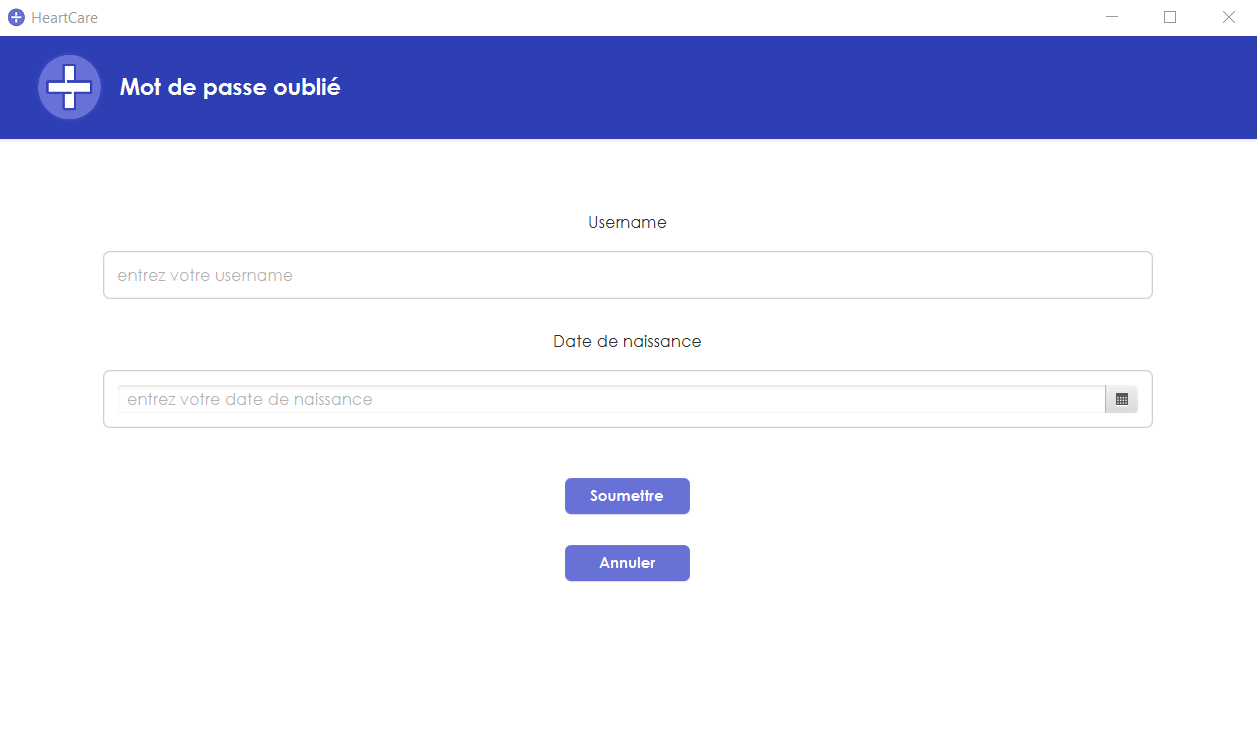 HeartCare
Mot de passe oublié
Username
entrez votre username
Date de naissance
entrez votre date de naissance
Soumettre
Annuler